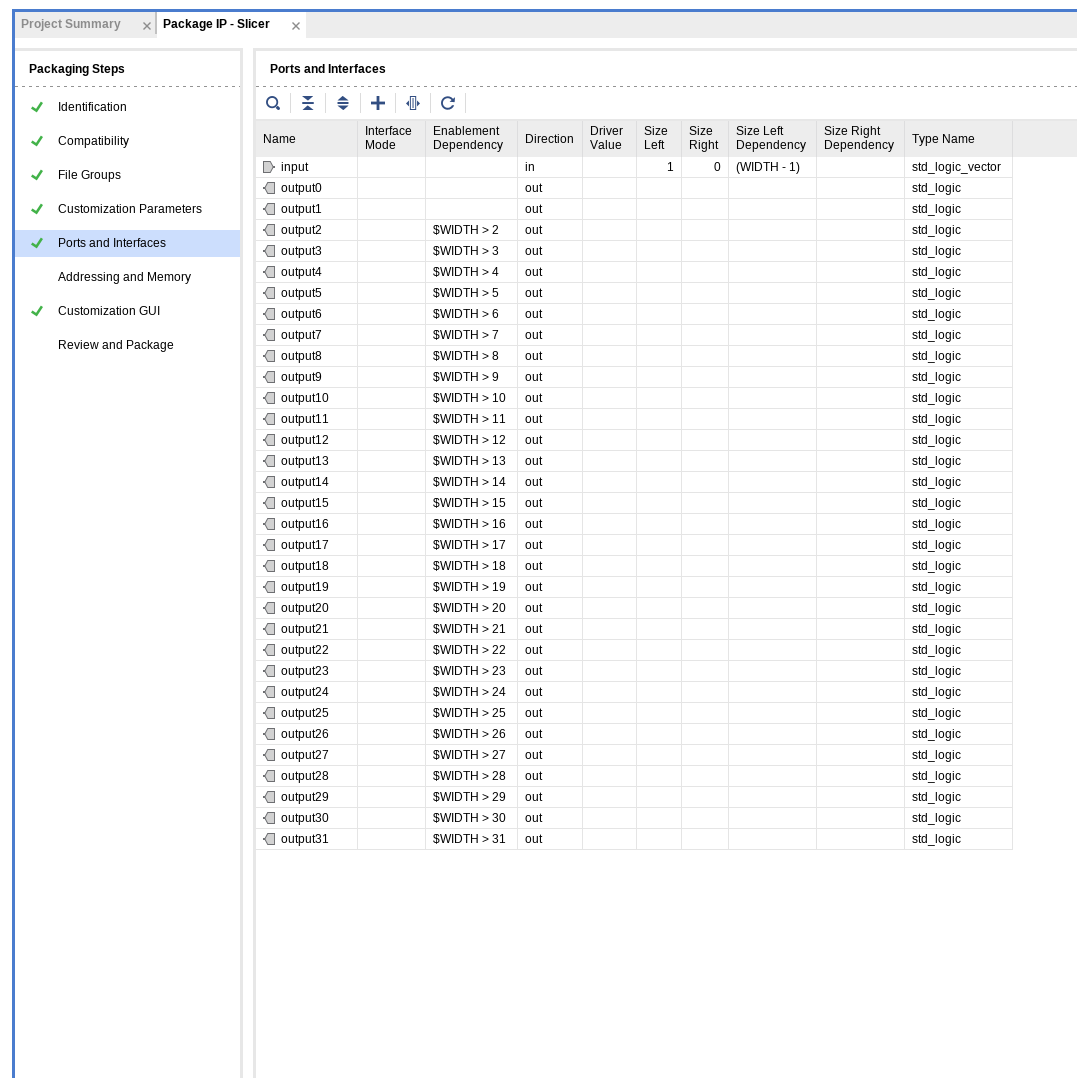 Project Summary
Package IP - Slicer
Packaging Steps
Identification
Compatibility
File Groups
Customization Parameters
Ports and Interfaces
Addressing and Memory
Customization GUI
Review and Package
Ports and Interfaces
Name Interface Mode Enablement Dependency Direction Driver Value Size Left Size Right Size Left Dependency Size Right Dependency Type Name
input in 1 0 (WIDTH - 1) std_logic_vector
output0 out std_logic
output1 out std_logic
output2 $WIDTH > 2 out std_logic
output3 $WIDTH > 3 out std_logic
output4 $WIDTH > 4 out std_logic
output5 $WIDTH > 5 out std_logic
output6 $WIDTH > 6 out std_logic
output7 $WIDTH > 7 out std_logic
output8 $WIDTH > 8 out std_logic
output9 $WIDTH > 9 out std_logic
output10 $WIDTH > 10 out std_logic
output11 $WIDTH > 11 out std_logic
output12 $WIDTH > 12 out std_logic
output13 $WIDTH > 13 out std_logic
output14 $WIDTH > 14 out std_logic
output15 $WIDTH > 15 out std_logic
output16 $WIDTH > 16 out std_logic
output17 $WIDTH > 17 out std_logic
output18 $WIDTH > 18 out std_logic
output19 $WIDTH > 19 out std_logic
output20 $WIDTH > 20 out std_logic
output21 $WIDTH > 21 out std_logic
output22 $WIDTH > 22 out std_logic
output23 $WIDTH > 23 out std_logic
output24 $WIDTH > 24 out std_logic
output25 $WIDTH > 25 out std_logic
output26 $WIDTH > 26 out std_logic
output27 $WIDTH > 27 out std_logic
output28 $WIDTH > 28 out std_logic
output29 $WIDTH > 29 out std_logic
output30 $WIDTH > 30 out std_logic
output31 $WIDTH > 31 out std_logic